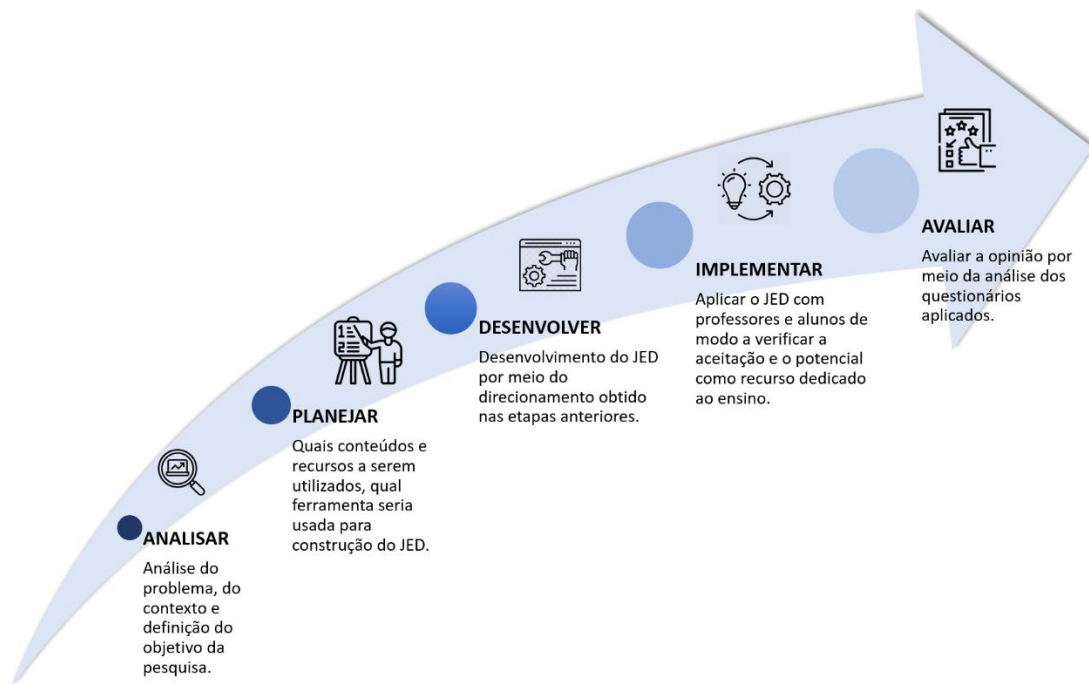 ANALISAR
Análise do
problema, do
contexto e
definição do
objetivo da
pesquisa.
1
2
PLANEJAR
Quais conteúdos e
recursos a serem
utilizados, qual
ferramenta seria
usada para
construção do JED.
DESENVOLVER
Desenvolvimento do JED
por meio do
direcionamento obtido
nas etapas anteriores.
IMPLEMENTAR
Aplicar o JED com
professores e alunos de
modo a verificar a
aceitação e o potencial
como recurso dedicado
ao ensino.
AVALIAR
Avaliar a opinião por
meio da análise dos
questionários
aplicados.